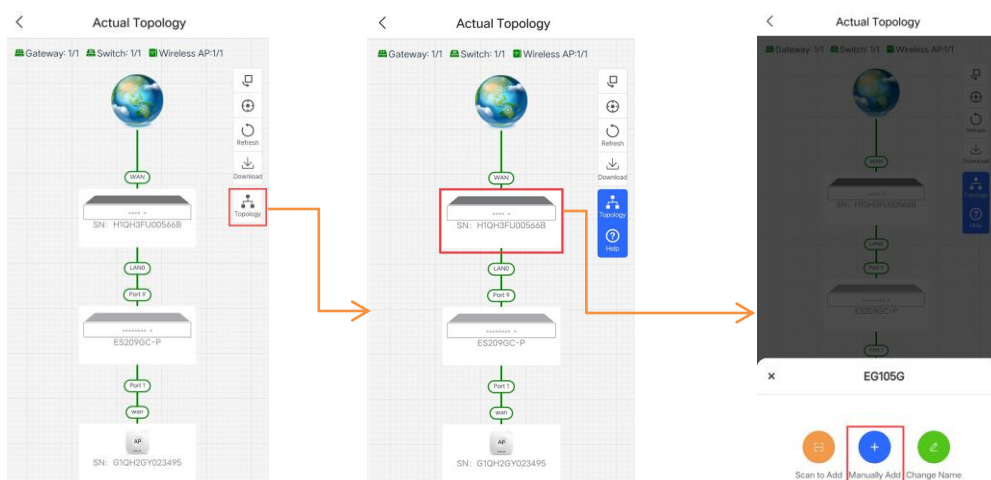 Actual Topology
Gateway: 1/1 Switch: 1/1 Wireless AP:1/1
Refresh
Download
WAN
Topology
SN: H1QH3FU00566B
LAN0
Port 9
ES209GC-P
Port 1
wan
AP
SN: G1QH2GY023495
Actual Topology
Gateway: 1/1 Switch: 1/1 Wireless AP:1/1
Refresh
Download
WAN
Topology
SN: H1QH3FU00566B
Help
LAN0
Port 9
ES209GC-P
Port 1
wan
AP
SN: G1QH2GY023495
Actual Topology
Gateway: 1/1 Switch: 1/1 Wireless AP:1/1
Refresh
Download
WAN
Topology
SN: H1QH3FU00566B
Help
LAN0
Port 9
ES209GC-P
Port 1
EG105G
Scan to Add Manually Add Change Name